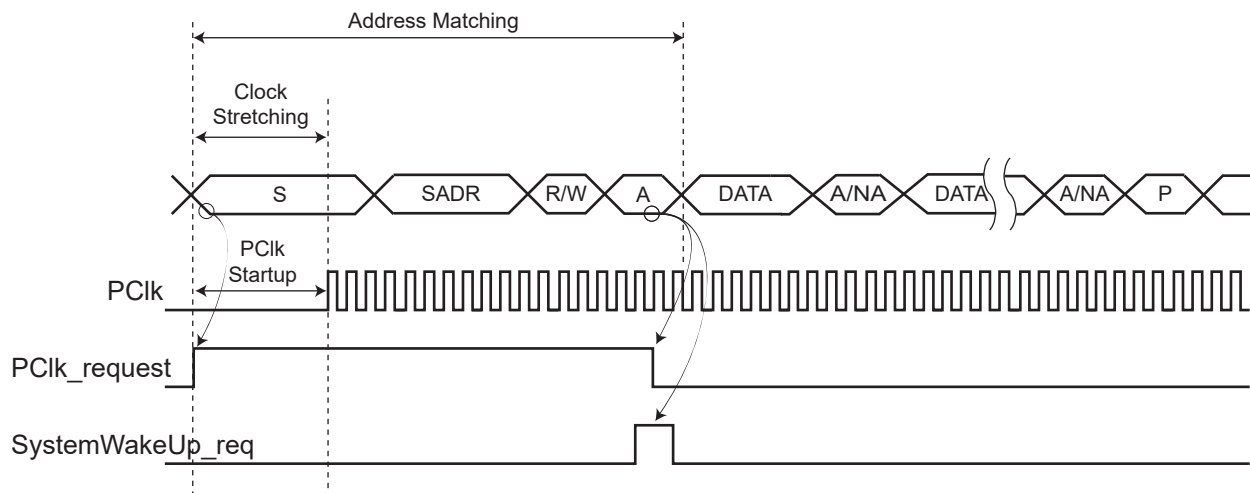 Address Matching
Clock
Stretching
S SADR R/W A DATA A/NA DATA A/NA P
PClk
Startup
PClk
PClk_request
SystemWakeUp_req